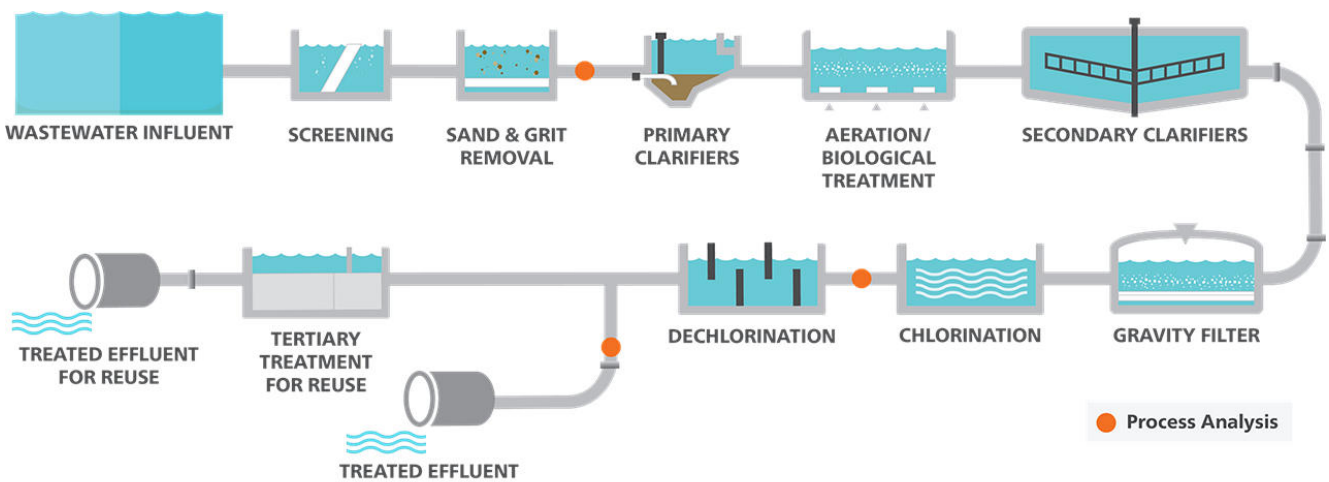 WASTEWATER INFLUENT
SCREENING
SAND & GRIT
REMOVAL
PRIMARY
CLARIFIERS
AERATION/
BIOLOGICAL
TREATMENT
SECONDARY CLARIFIERS
TREATED EFFLUENT
FOR REUSE
TERTIARY
TREATMENT
FOR REUSE
TREATED EFFLUENT
DECHLORINATION
CHLORINATION
GRAVITY FILTER
Process Analysis